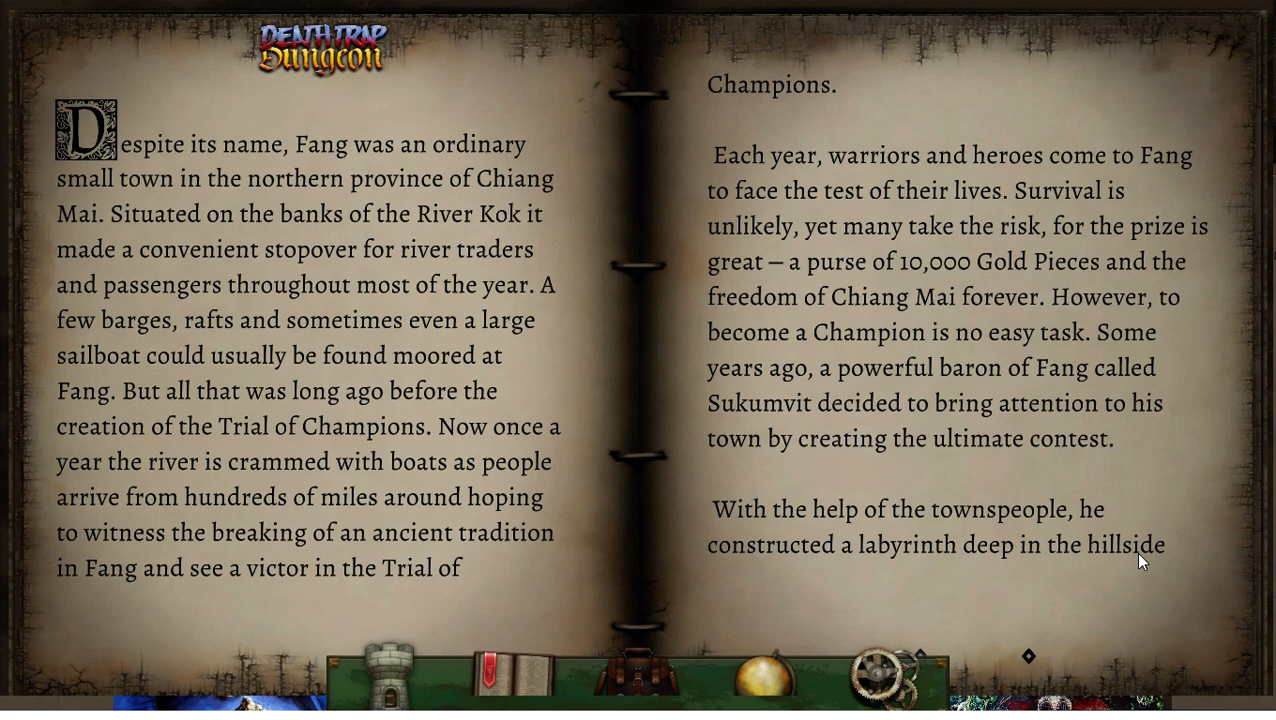 DEATHTRAP
Dungeon
Despite its name, Fang was an ordinary
small town in the northern province of Chiang
Mai. Situated on the banks of the River Kok it
made a convenient stopover for river traders
and passengers throughout most of the year. A
few barges, rafts and sometimes even a large
sailboat could usually be found moored at
Fang. But all that was long ago before the
creation of the Trial of Champions. Now once a
year the river is crammed with boats as people
arrive from hundreds of miles around hoping
to witness the breaking of an ancient tradition
in Fang and see a victor in the Trial of
Champions.
Each year, warriors and heroes come to Fang
to face the test of their lives. Survival is
unlikely, yet many take the risk, for the prize is
great – a purse of 10,000 Gold Pieces and the
freedom of Chiang Mai forever. However, to
become a Champion is no easy task. Some
years ago, a powerful baron of Fang called
Sukumvit decided to bring attention to his
town by creating the ultimate contest.
With the help of the townspeople, he
constructed a labyrinth deep in the hillside